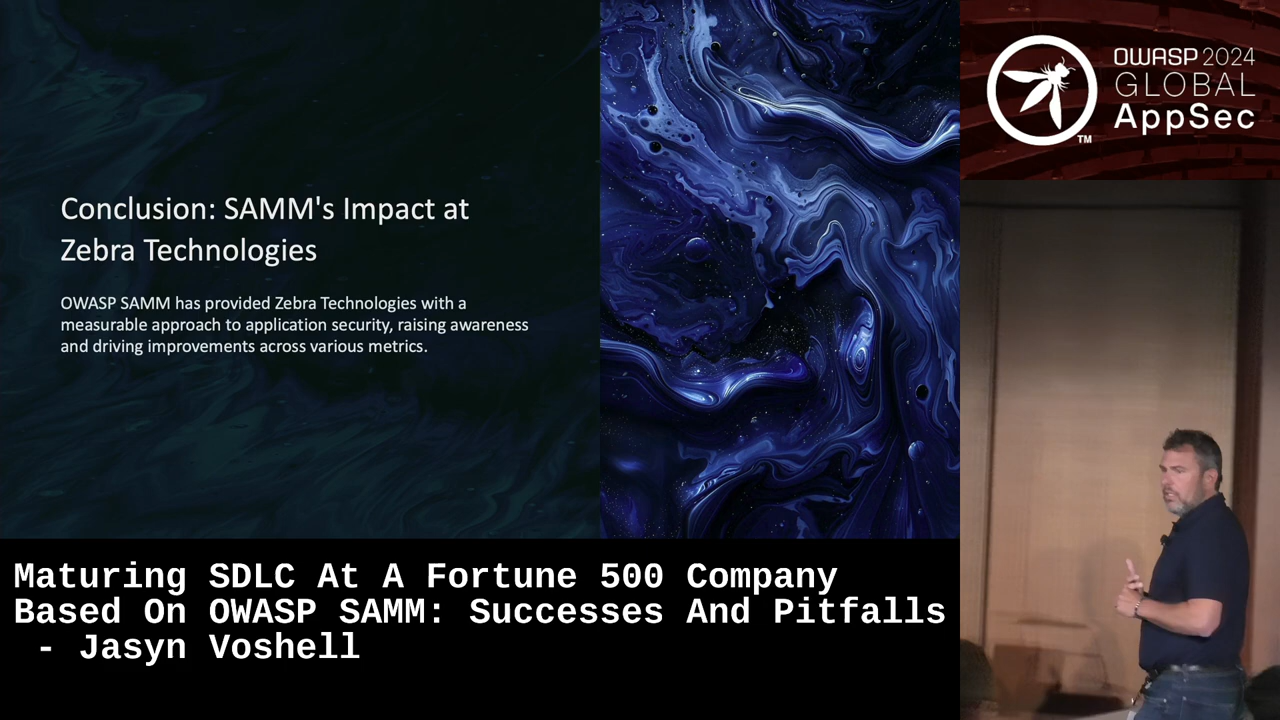 Conclusion: SAMM's Impact at
Zebra Technologies
OWASP SAMM has provided Zebra Technologies with a
measurable approach to application security, raising awareness
and driving improvements across various metrics.
OWASP 2024
GLOBAL
AppSec
TM
Maturing SDLC At A Fortune 500 Company
Based On OWASP SAMM: Successes And Pitfalls
- Jasyn Voshell